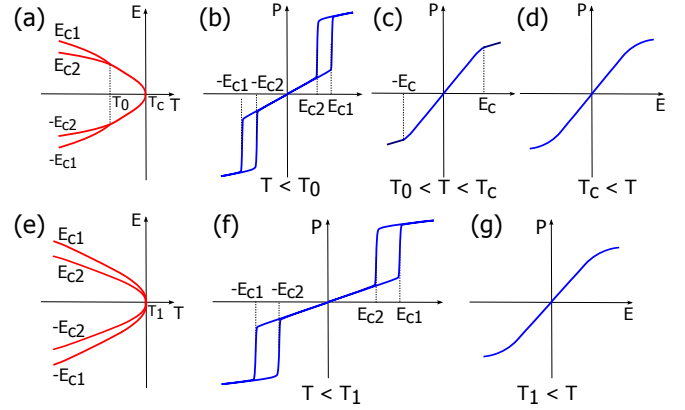 (a)
E
Ec1
Ec2
T0
Tc
T
-Ec2
-Ec1
(b)
P
-Ec1
-Ec2
Ec2
Ec1
T < T0
(c)
P
-Ec
Ec
T0 < T < Tc
(d)
P
E
Tc < T
(e)
E
Ec1
Ec2
T1
T
-Ec2
-Ec1
(f)
P
-Ec1
-Ec2
Ec2
Ec1
T < T1
(g)
P
E
T1 < T